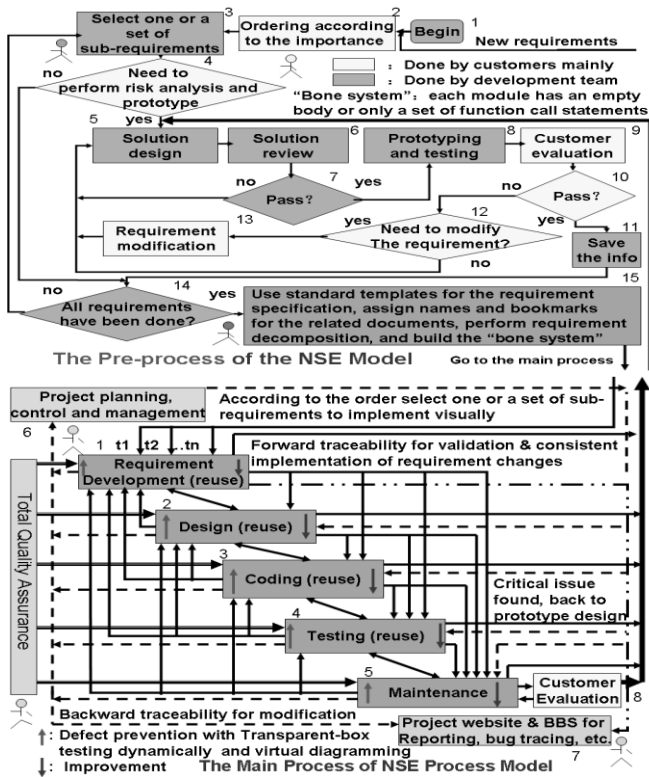 Begin
1
New requirements
2
Ordering according
to the importance
3
Select one or a
set of
sub-requirements
: Done by customers mainly
: Done by development team
"Bone system": each module has an empty
body or only a set of function call statements
4
no
Need to
perform risk analysis and
prototype
yes
5
Solution
design
Solution
review
6
Prototyping
and testing
8
Customer
evaluation
9
7
no
Pass?
yes
10
no
Pass?
yes
11
Save
the info
12
yes
Need to modify
The requirement?
no
13
Requirement
modification
14
no
All requirements
have been done?
yes
15
Use standard templates for the requirement
specification, assign names and bookmarks
for the related documents, perform requirement
decomposition, and build the "bone system"
The Pre-process of the NSE Model
Go to the main process
Project planning,
control and management
6
According to the order select one or a set of sub-
requirements to implement visually
1 t1 t2 ..tn
Forward traceability for validation & consistent
implementation of requirement changes
Total Quality Assurance
Requirement
Development (reuse)
2
Design (reuse)
3
Coding (reuse)
Critical issue
found, back to
prototype design
4
Testing (reuse)
5
Maintenance
Customer
Evaluation
8
Backward traceability for modification
Project website & BBS for
Reporting, bug tracing, etc.
7
: Defect prevention with Transparent-box
testing dynamically and virtual diagramming
: Improvement
The Main Process of NSE Process Model